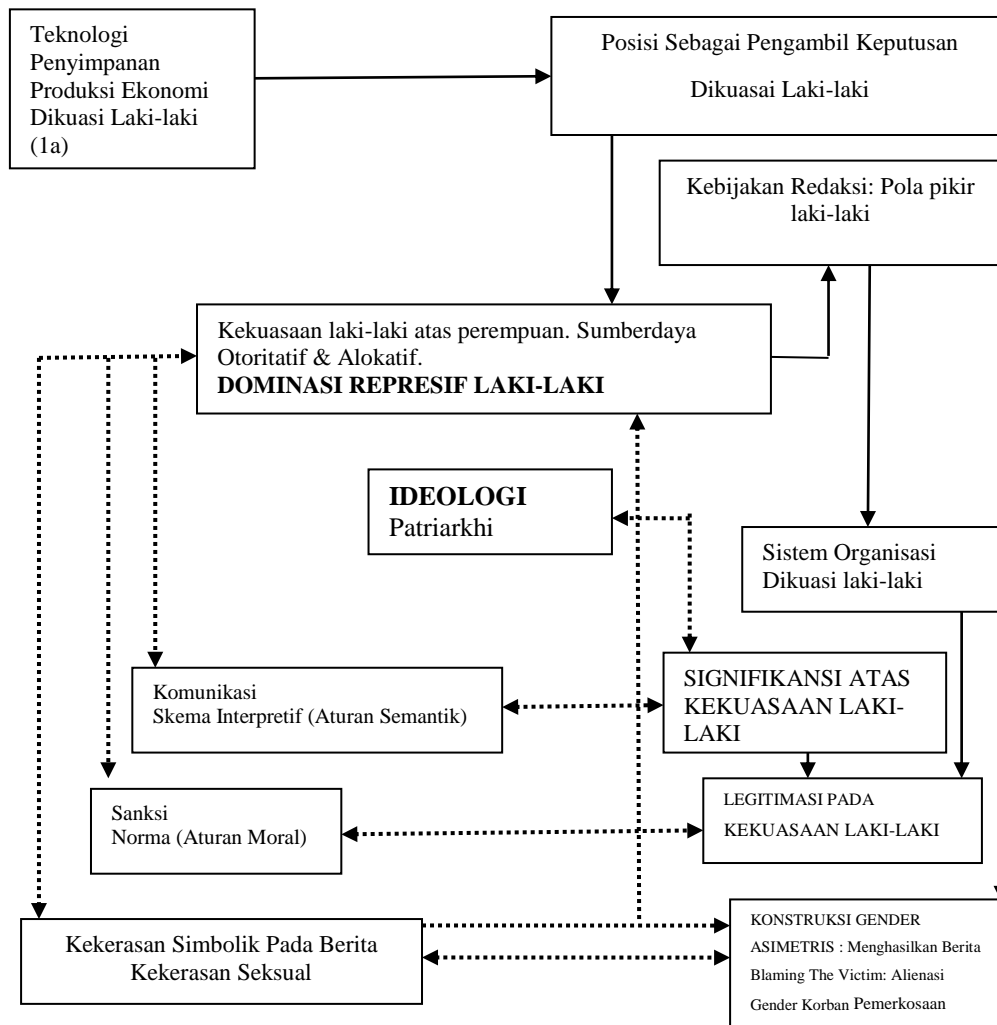 Teknologi
Penyimpanan
Produksi Ekonomi
Dikuasi Laki-laki
(1a)
Posisi Sebagai Pengambil Keputusan
Dikuasai Laki-laki
Kebijakan Redaksi: Pola pikir
laki-laki
Kekuasaan laki-laki atas perempuan. Sumberdaya
Otoritatif & Alokatif.
DOMINASI REPRESIF LAKI-LAKI
IDEOLOGI
Patriarkhi
Sistem Organisasi
Dikuasi laki-laki
Komunikasi
Skema Interpretif (Aturan Semantik)
SIGNIFIKANSI ATAS
KEKUASAAN LAKI-
LAKI
Sanksi
Norma (Aturan Moral)
LEGITIMASI PADA
KEKUASAAN LAKI-LAKI
Kekerasan Simbolik Pada Berita
Kekerasan Seksual
KONSTRUKSI GENDER
ASIMETRIS : Menghasilkan Berita
Blaming The Victim: Alienasi
Gender Korban Pemerkosaan